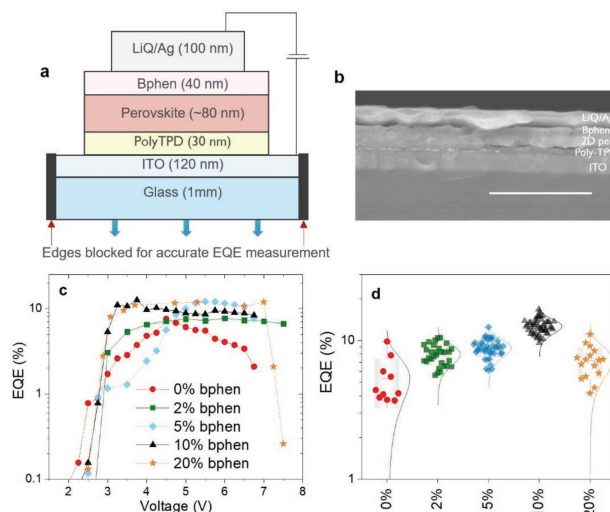 a
LiQ/Ag (100 nm)
Bphen (40 nm)
Perovskite (~80 nm)
PolyTPD (30 nm)
ITO (120 nm)
Glass (1mm)
Edges blocked for accurate EQE measurement
b
LiQ/A
Bphen
2D pe
Poly-TP
ITO
c
EQE (%)
10
1
0.1
0% bphen
2% bphen
5% bphen
10% bphen
20% bphen
2 3 4 5 6 7 8
Voltage (V)
d
EQE (%)
10
1
0%
2%
5%
10%
20%